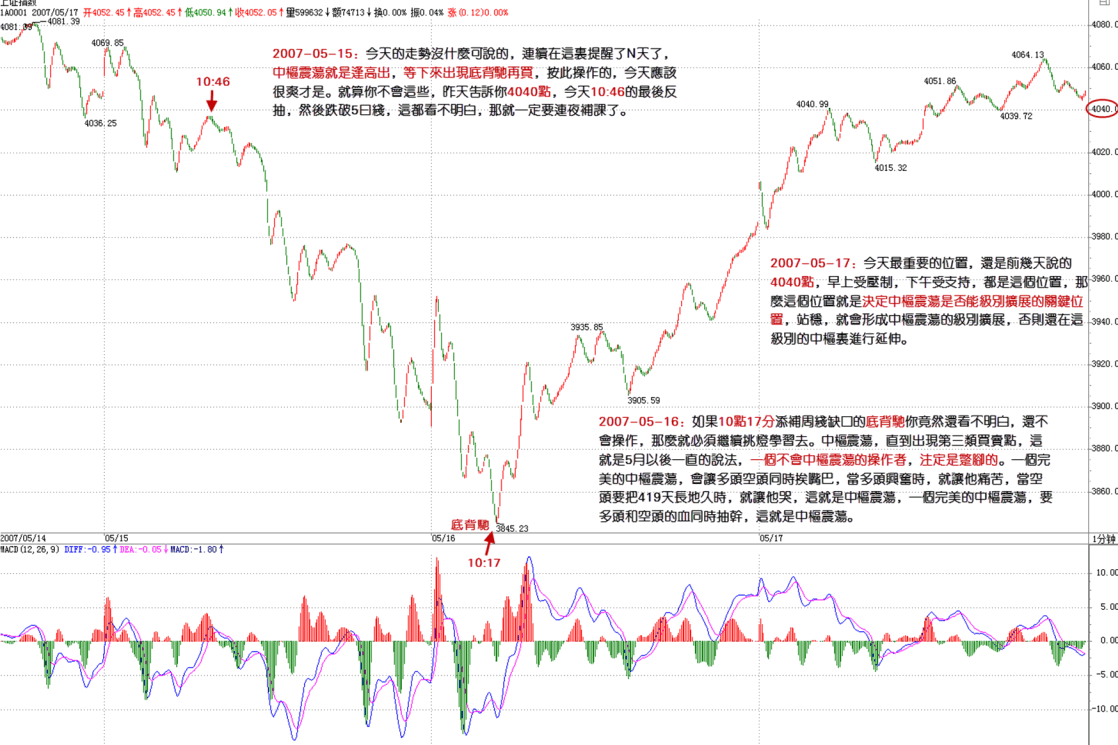 上证指数
1A0001 2007/05/17 开4052.45↑高4052.45↑低4050.94↑收4052.05↑量599632↓额74713↓换0.00% 振0.04% 涨(0.12)0.00%
4081.39
4081.39
4069.85
4036.25
10:46
2007-05-15：今天的走勢沒什麼可說的，連續在這裏提醒了N天了，
中樞震蕩就是逢高出，等下來出現底背馳再買，按此操作的，今天應該
很爽才是。就算你不會這些，昨天告訴你4040點，今天10:46的最後反
抽，然後跌破5日綫，這都看不明白，那就一定要連夜補課了。
4040.99
4015.32
4051.86
4039.72
4064.13
4080.0
4060.0
4040.0
4020.0
4000.0
3980.0
3960.0
3940.0
3920.0
3900.0
3880.0
3860.0
2007-05-17：今天最重要的位置，還是前幾天說的
4040點，早上受壓制，下午受支持，都是這個位置，那
麼這個位置就是決定中樞震蕩是否能級別擴展的關鍵位
置，站穩，就會形成中樞震蕩的級別擴展，否則還在這
級別的中樞裏進行延伸。
3935.85
3905.59
2007-05-16：如果10點17分添補周綫缺口的底背馳你竟然還看不明白，還不
會操作，那麼就必須繼續挑燈學習去。中樞震蕩，直到出現第三類買賣點，這
就是5月以後一直的說法，一個不會中樞震蕩的操作者，注定是蹩腳的。一個完
美的中樞震蕩，會讓多頭空頭同時挨嘴巴，當多頭興奮時，就讓他痛苦，當空
頭要把419天長地久時，就讓他哭，這就是中樞震蕩，一個完美的中樞震蕩，要
多頭和空頭的血同時抽幹，這就是中樞震蕩。
底背馳
3845.23
10:17
2007/05/14 05/15 05/16 05/17 1分钟
MACD(12,26,9) DIFF:-0.95↑DEA:-0.05↓MACD:-1.80↑
10.00
5.00
0.00
-5.00
-10.00